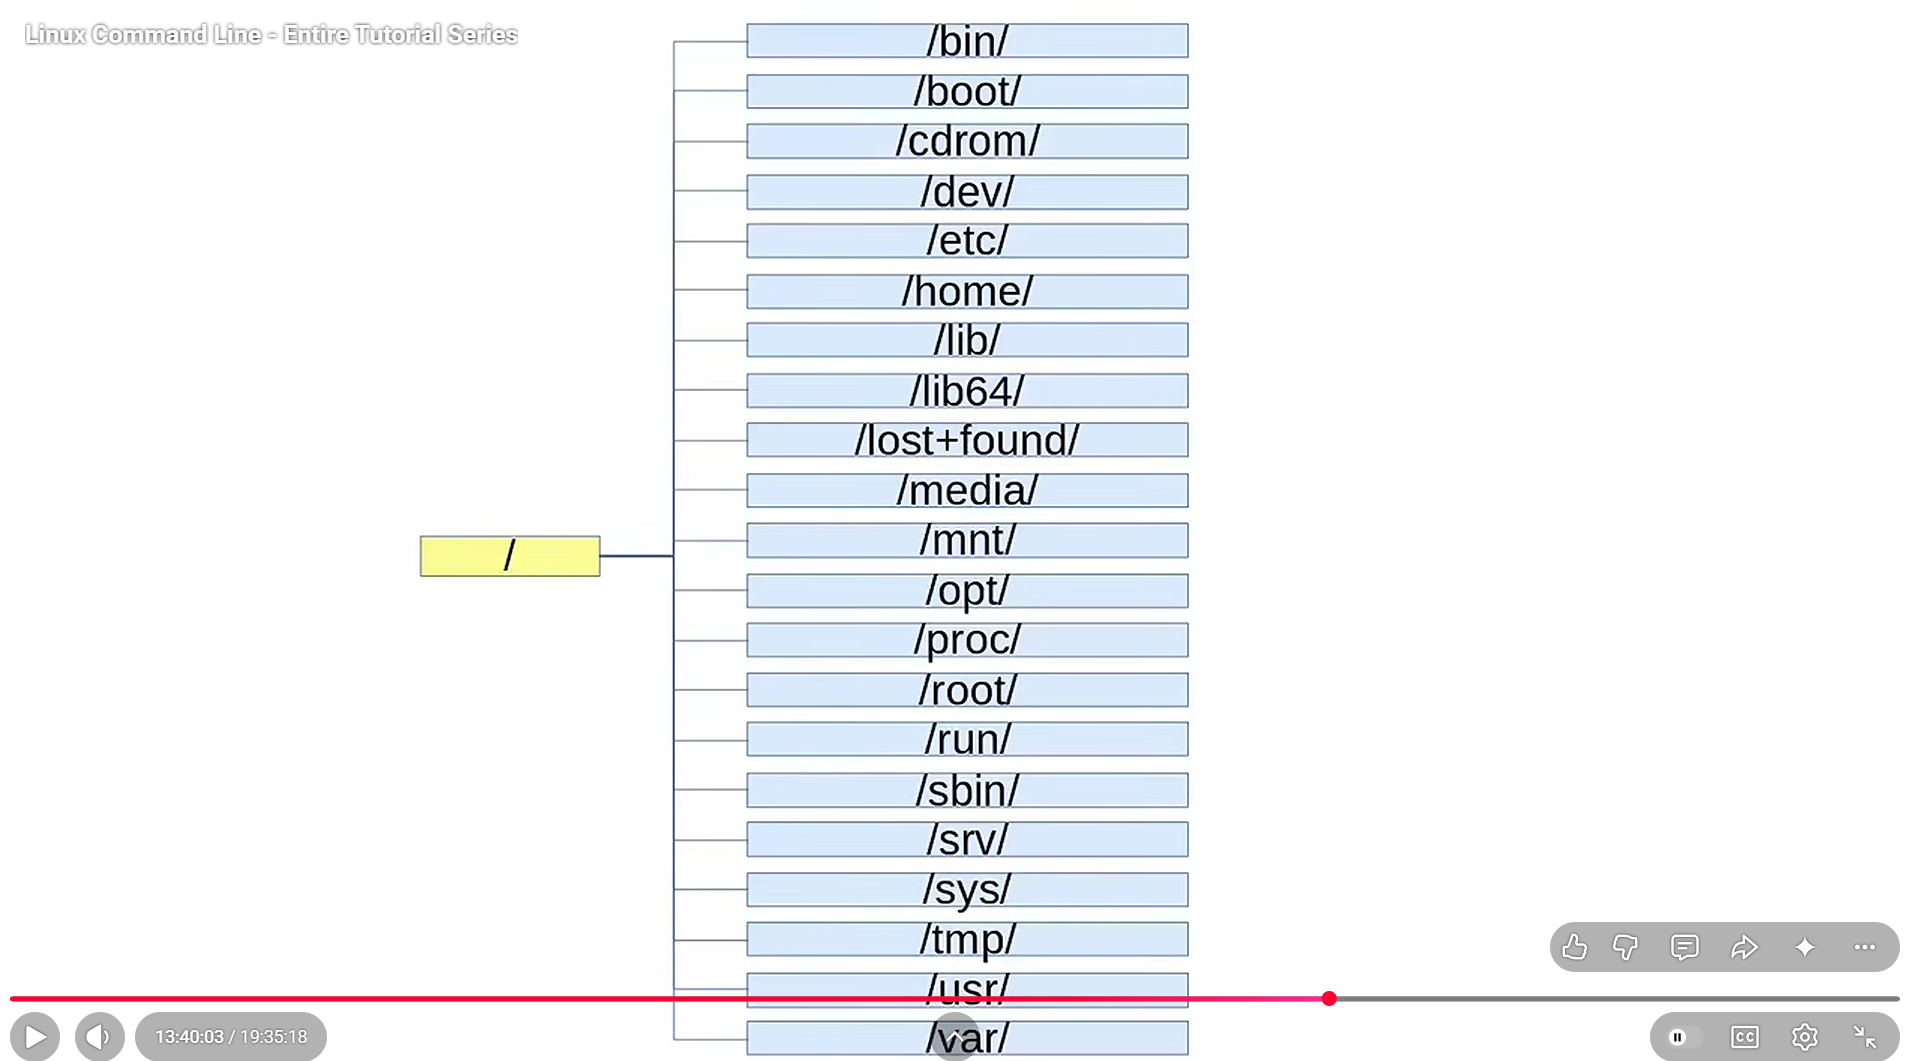 Linux Command Line - Entire Tutorial Series
/bin/
/boot/
/cdrom/
/dev/
/etc/
/home/
/lib/
/lib64/
/lost+found/
/media/
/mnt/
/
/opt/
/proc/
/root/
/run/
/sbin/
/srv/
/sys/
/tmp/
/usr/
/var/
13:40:03 / 19:35:18
CC